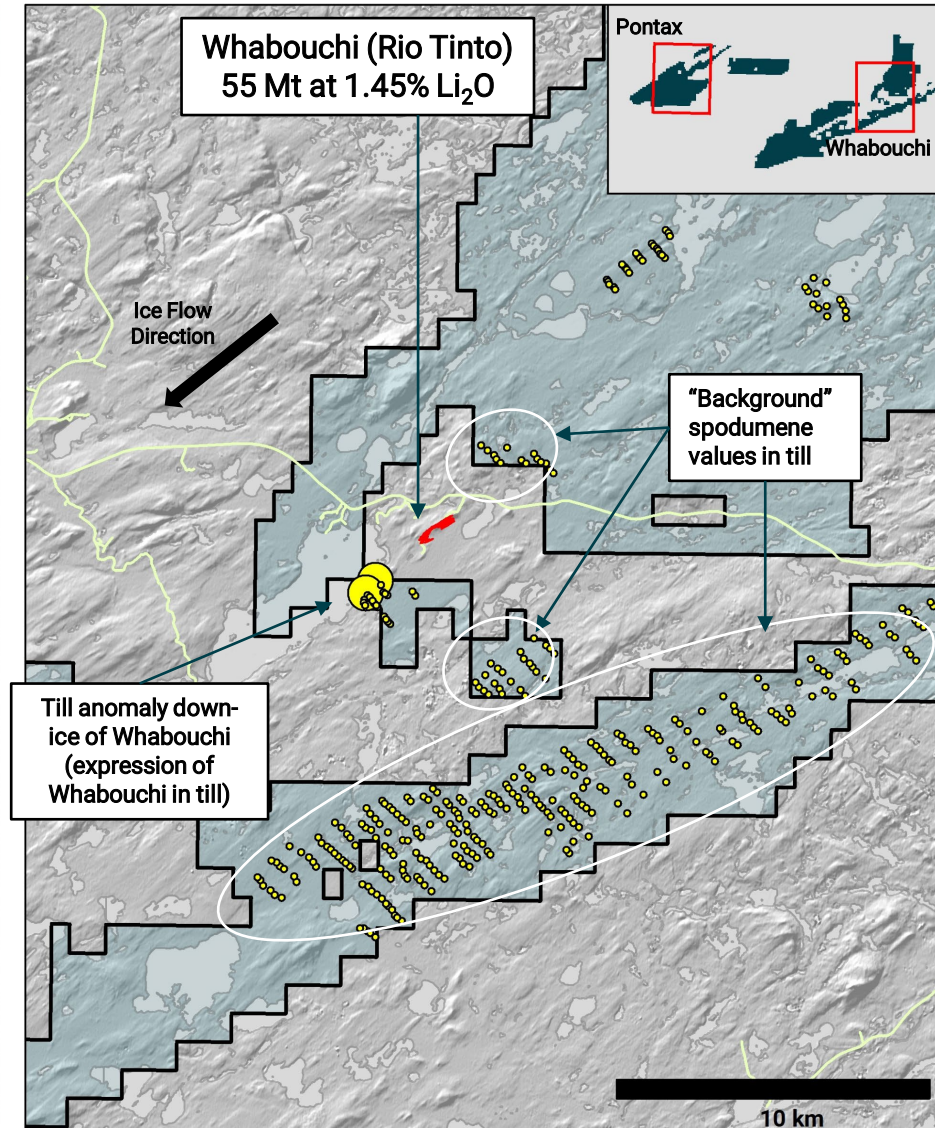 Whabouchi (Rio Tinto)
55 Mt at 1.45% Li₂O
Pontax
Whabouchi
Ice Flow
Direction
“Background”
spodumene
values in till
Till anomaly down-
ice of Whabouchi
(expression of
Whabouchi in till)
10 km